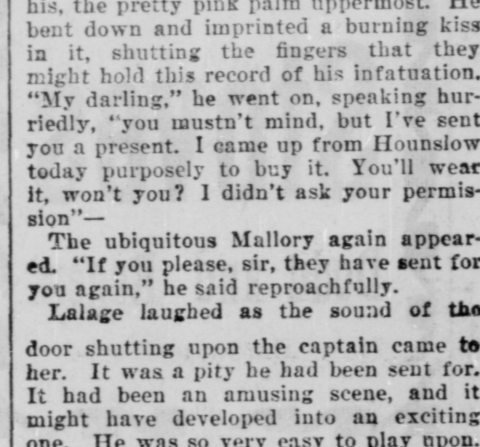 his, the pretty pink palm uppermost. He
bent down and imprinted a burning kiss
in it, shutting the fingers that they
might hold this record of his infatuation.
"My darling," he went on, speaking hur-
riedly, "you mustn't mind, but I've sent
you a present. I came up from Hounslow
today purposely to buy it. You'll wear
it, won't you? I didn't ask your permis-
sion"—
The ubiquitous Mallory again appear-
ed. "If you please, sir, they have sent for
you again," he said reproachfully.
Lalage laughed as the sound of the
door shutting upon the captain came to
her. It was a pity he had been sent for.
It had been an amusing scene, and it
might have developed into an exciting
one. He was so very easy to play upon.